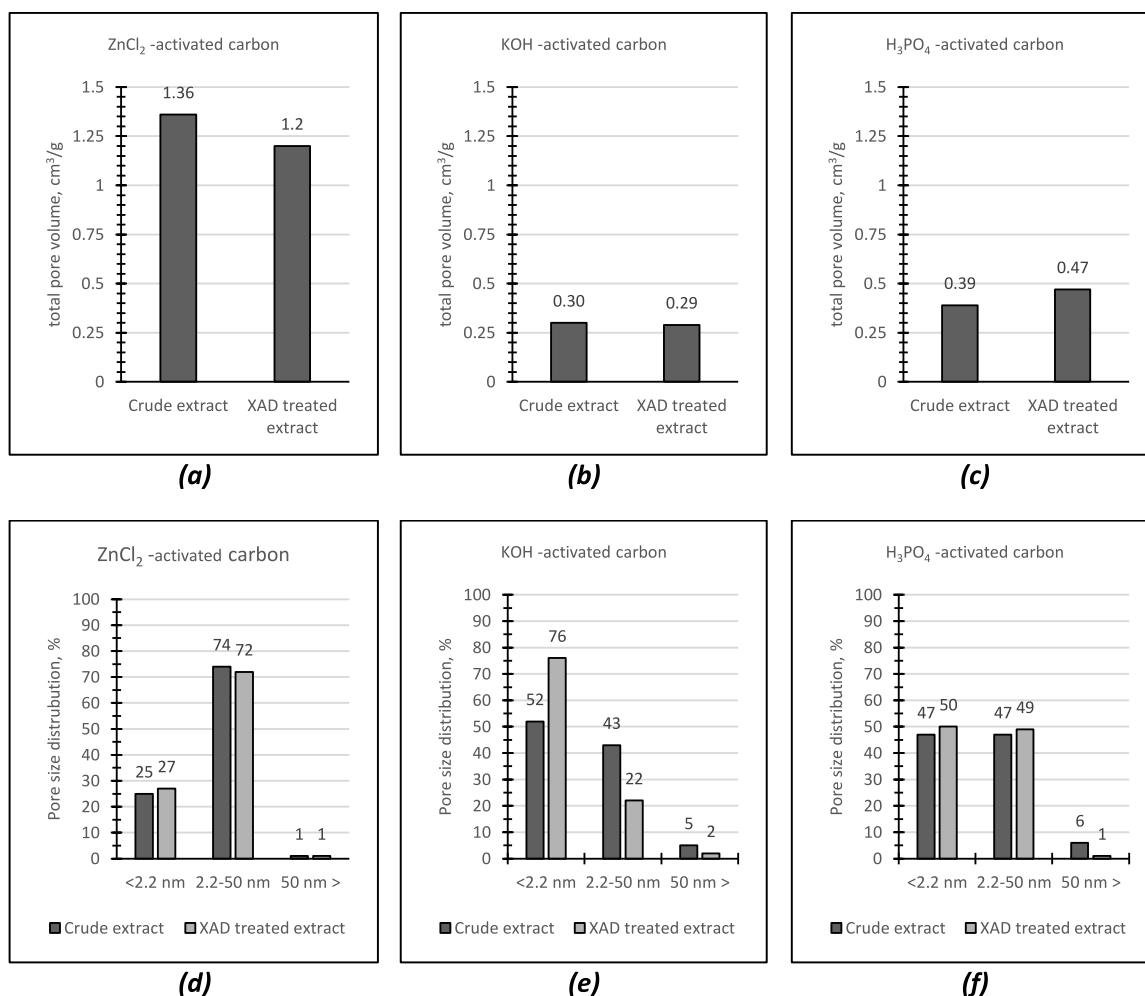 ZnCl₂ -activated carbon
total pore volume, cm³/g
1.5
1.25
1
0.75
0.5
0.25
0
1.36
1.2
Crude extract
XAD treated
extract
(a)
KOH -activated carbon
total pore volume, cm³/g
1.5
1.25
1
0.75
0.5
0.25
0
0.30
0.29
Crude extract
XAD treated
extract
(b)
H₃PO₄ -activated carbon
total pore volume, cm³/g
1.5
1.25
1
0.75
0.5
0.25
0
0.39
0.47
Crude extract
XAD treated
extract
(c)
ZnCl₂ -activated carbon
Pore size distrubution, %
100
90
80
70
60
50
40
30
20
10
0
25 27
74 72
1 1
<2.2 nm 2.2-50 nm 50 nm >
Crude extract XAD treated extract
(d)
KOH -activated carbon
Pore size distribution, %
100
90
80
70
60
50
40
30
20
10
0
52 76
43 22
5 2
<2.2 nm 2.2-50 nm 50 nm >
Crude extract XAD treated extract
(e)
H₃PO₄ -activated carbon
Pore size distribution, %
100
90
80
70
60
50
40
30
20
10
0
47 50
47 49
6 1
<2.2 nm 2.2-50 nm 50 nm >
Crude extract XAD treated extract
(f)